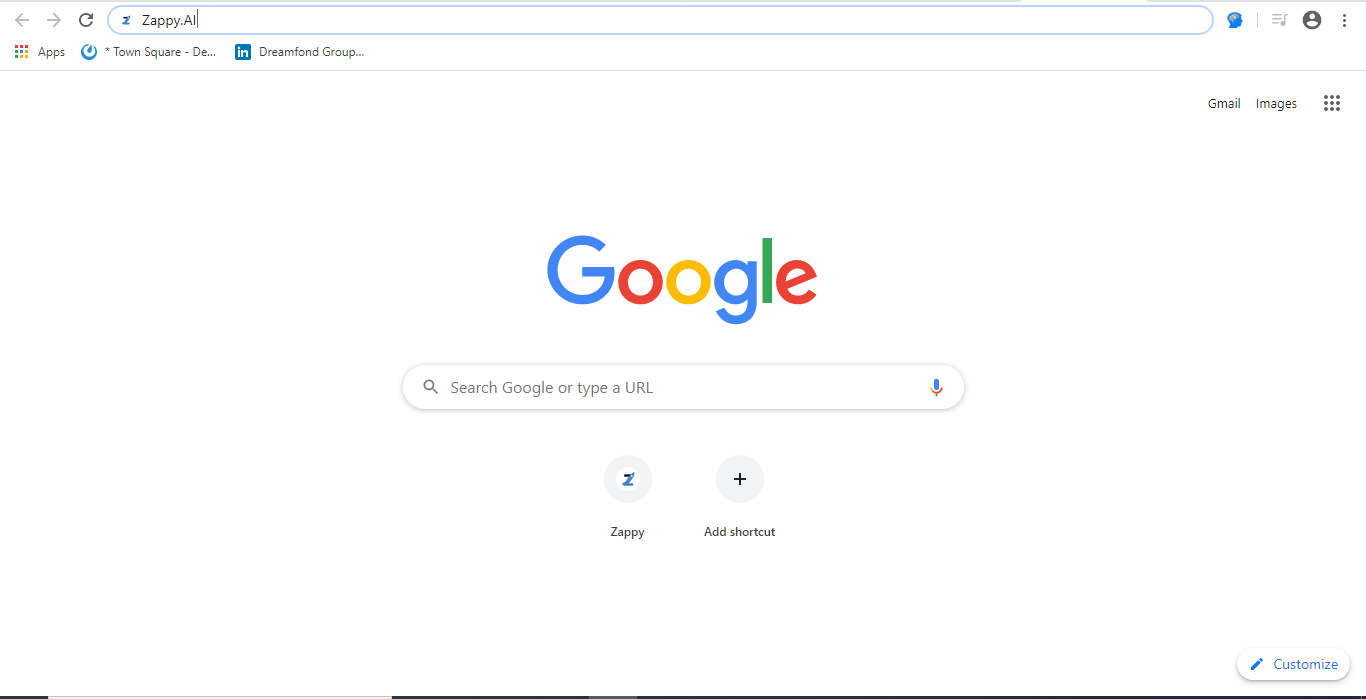 Zappy.AI
Apps * Town Square - De... in Dreamfond Group...
Gmail Images
Google
Search Google or type a URL
Zappy Add shortcut
Customize